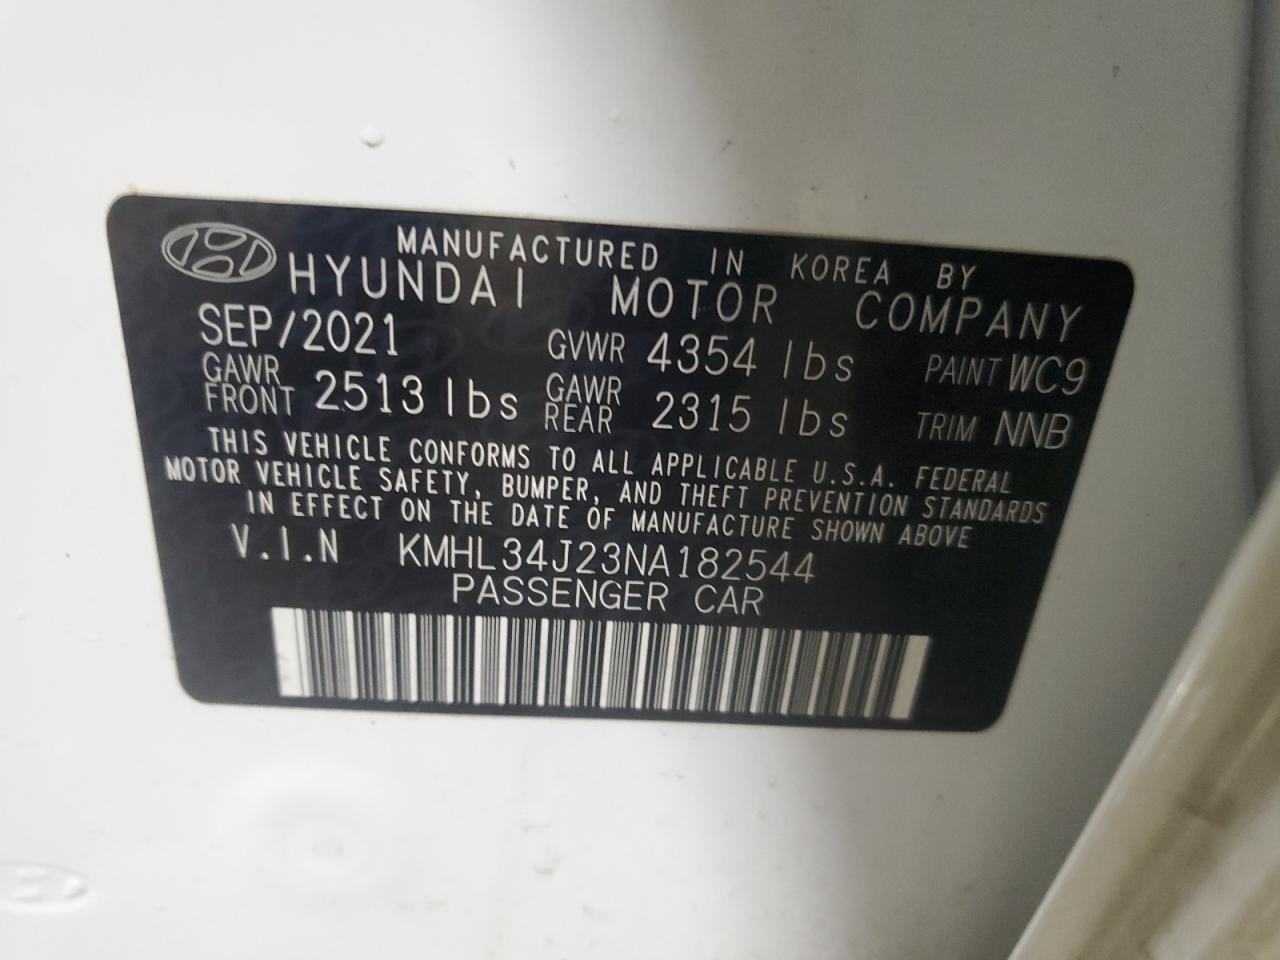 MANUFACTURED IN KOREA BY
HYUNDAI MOTOR COMPANY
SEP/2021 GVWR 4354 lbs PAINT WC9
GAWR FRONT 2513 lbs GAWR REAR 2315 lbs TRIM NNB
THIS VEHICLE CONFORMS TO ALL APPLICABLE U.S.A. FEDERAL
MOTOR VEHICLE SAFETY, BUMPER, AND THEFT PREVENTION STANDARDS
IN EFFECT ON THE DATE OF MANUFACTURE SHOWN ABOVE
V.I.N KMHL34J23NA182544
PASSENGER CAR